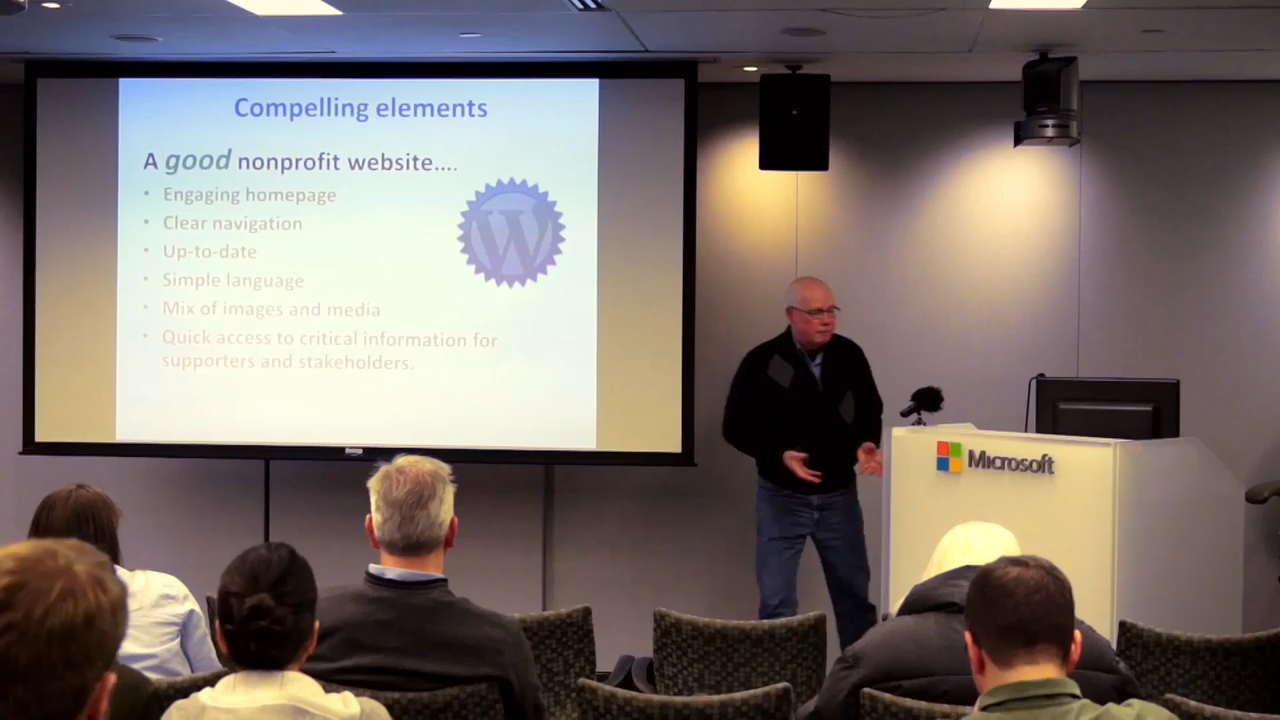 Compelling elements
A good nonprofit website....
• Engaging homepage
• Clear navigation
• Up-to-date
• Simple language
• Mix of images and media
• Quick access to critical information for
supporters and stakeholders.
W
Microsoft